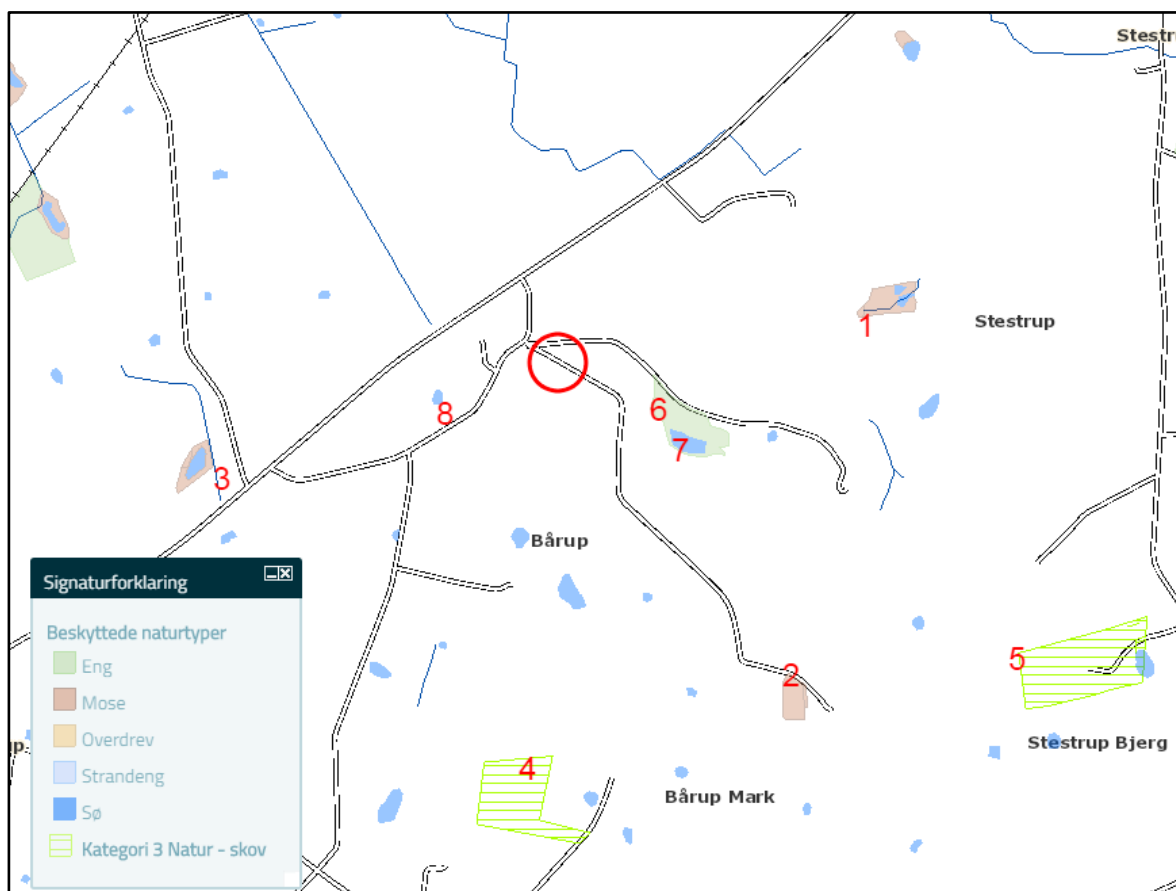 Stestr
1
Stestrup
8
6
7
3
Bårup
5
2
Stestrup Bjerg
4
Bårup Mark
up.
Signaturforklaring
Beskyttede naturtyper
Eng
Mose
Overdrev
Strandeng
Sø
Kategori 3 Natur - skov